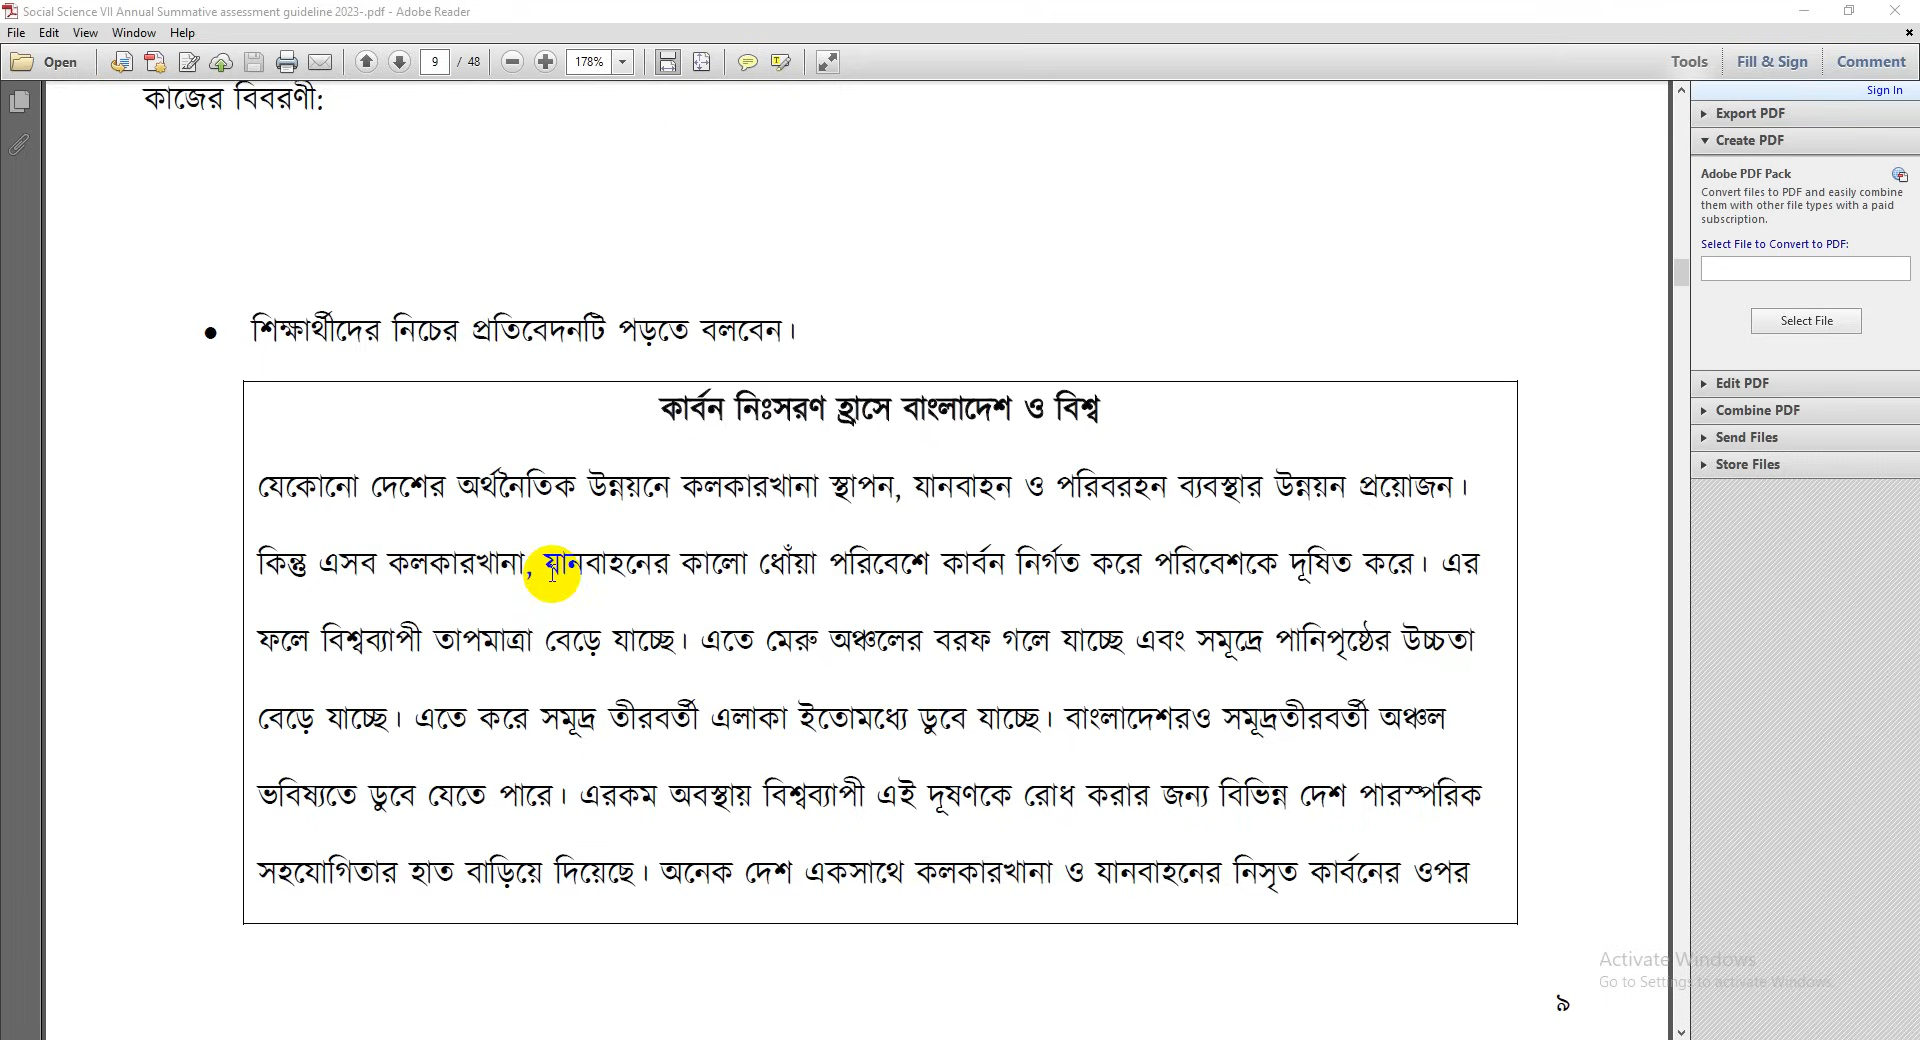 Social Science VII Annual Summative assessment guideline 2023-.pdf - Adobe Reader
File Edit View Window Help
Open 9 / 48 178% Tools Fill & Sign Comment
Sign In
Export PDF
Create PDF
Adobe PDF Pack
Convert files to PDF and easily combine
them with other file types with a paid
subscription.
Select File to Convert to PDF:
Select File
Edit PDF
Combine PDF
Send Files
Store Files
কাজের বিবরণী:
● শিক্ষার্থীদের নিচের প্রতিবেদনটি পড়তে বলবেন।
কার্বন নিঃসরণ হ্রাসে বাংলাদেশ ও বিশ্ব
যেকোনো দেশের অর্থনৈতিক উন্নয়নে কলকারখানা স্থাপন, যানবাহন ও পরিবরহন ব্যবস্থার উন্নয়ন প্রয়োজন।
কিন্তু এসব কলকারখানা, যানবাহনের কালো ধোঁয়া পরিবেশে কার্বন নির্গত করে পরিবেশকে দূষিত করে। এর
ফলে বিশ্বব্যাপী তাপমাত্রা বেড়ে যাচ্ছে। এতে মেরু অঞ্চলের বরফ গলে যাচ্ছে এবং সমূদ্রে পানিপৃষ্ঠের উচ্চতা
বেড়ে যাচ্ছে। এতে করে সমূদ্র তীরবর্তী এলাকা ইতোমধ্যে ডুবে যাচ্ছে। বাংলাদেশরও সমূদ্রতীরবর্তী অঞ্চল
ভবিষ্যতে ডুবে যেতে পারে। এরকম অবস্থায় বিশ্বব্যাপী এই দূষণকে রোধ করার জন্য বিভিন্ন দেশ পারস্পরিক
সহযোগিতার হাত বাড়িয়ে দিয়েছে। অনেক দেশ একসাথে কলকারখানা ও যানবাহনের নিসৃত কার্বনের ওপর
৯
Activate Windows
Go to Settings to activate Windows.